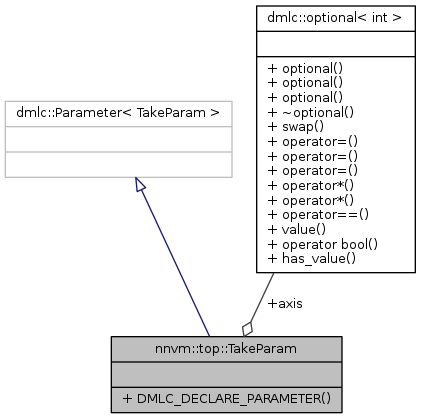 dmlc::optional< int >
+ optional()
+ optional()
+ optional()
+ ~optional()
+ swap()
+ operator=()
+ operator=()
+ operator=()
+ operator*()
+ operator*()
+ operator==()
+ value()
+ operator bool()
+ has_value()
dmlc::Parameter< TakeParam >
+axis
nnvm::top::TakeParam
+ DMLC_DECLARE_PARAMETER()